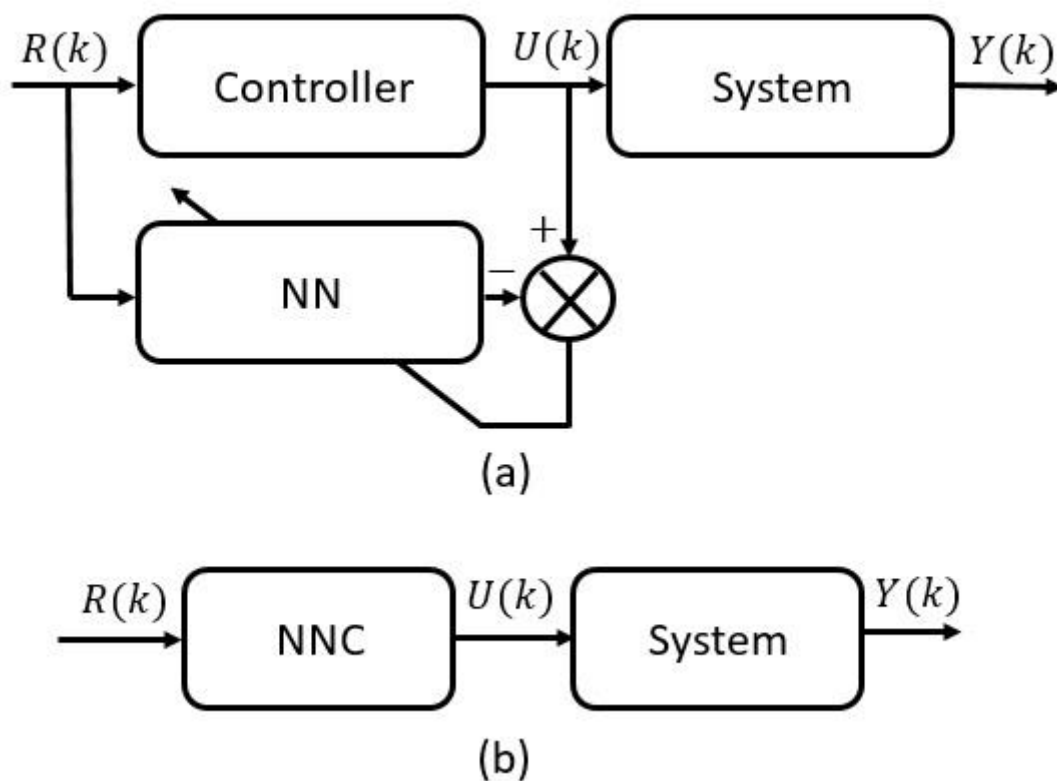 R(k)
Controller
U(k)
System
Y(k)
+
NN
−
(a)
R(k)
NNC
U(k)
System
Y(k)
(b)